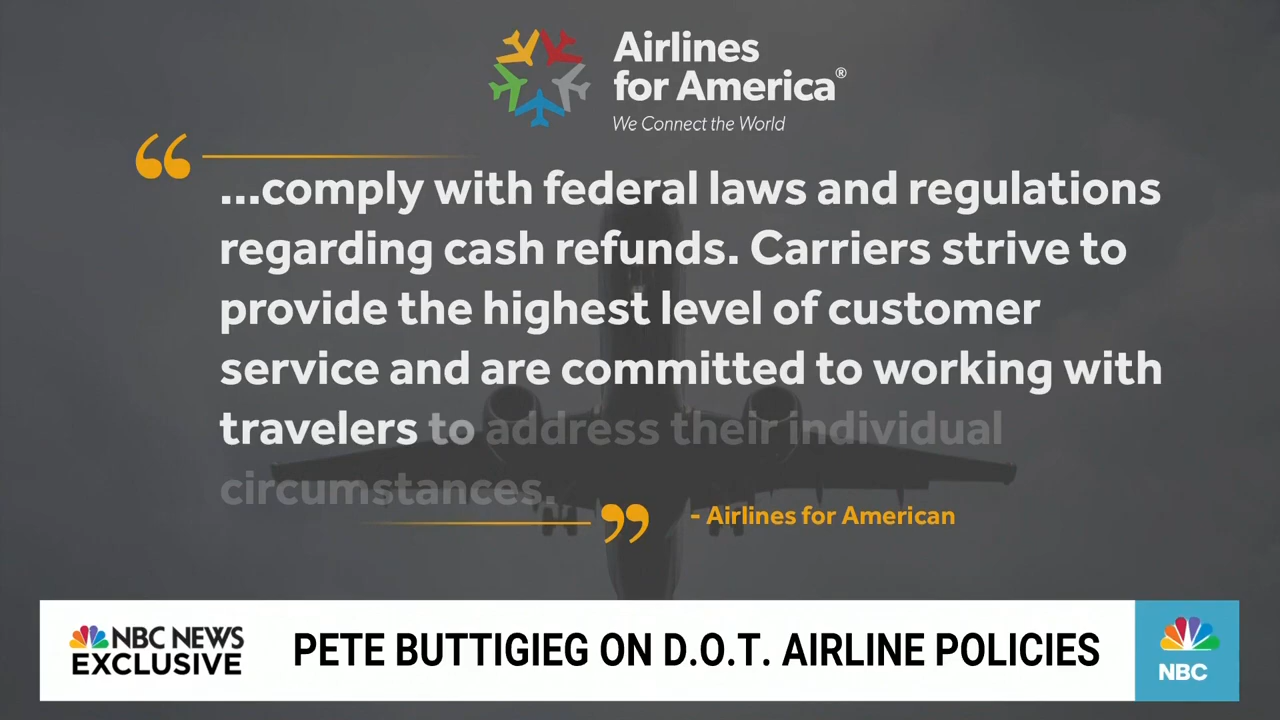 Airlines
for America®
We Connect the World
“
...comply with federal laws and regulations
regarding cash refunds. Carriers strive to
provide the highest level of customer
service and are committed to working with
travelers to address their individual
circumstances.
”
- Airlines for American
NBC NEWS
EXCLUSIVE
PETE BUTTIGIEG ON D.O.T. AIRLINE POLICIES
NBC